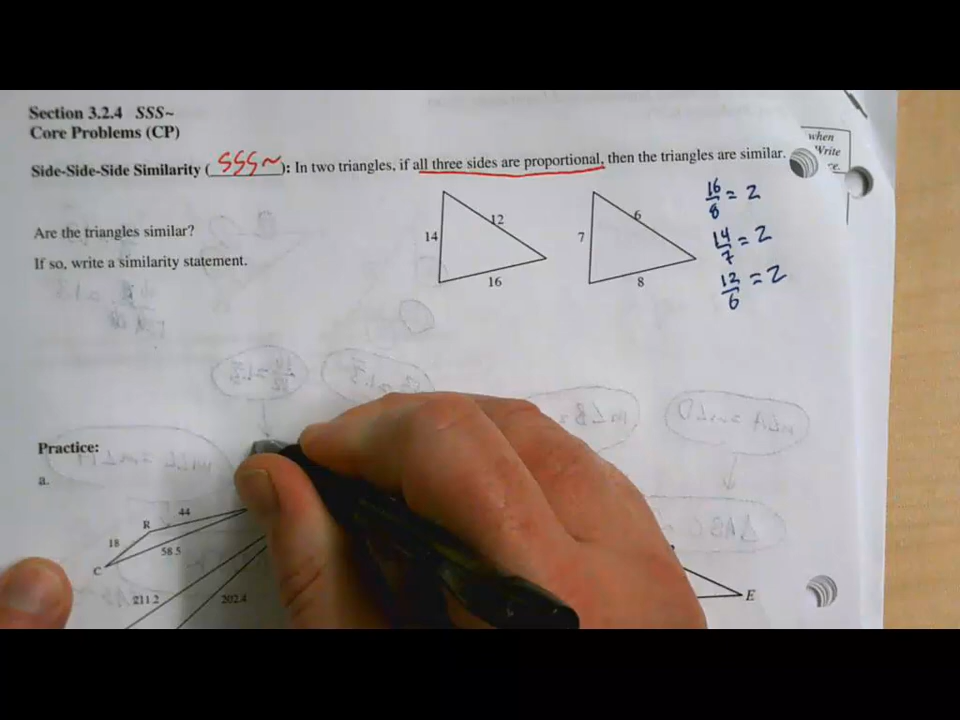 Section 3.2.4 SSS~
Core Problems (CP)
when
Write
Side-Side-Side Similarity ( SSS~ ): In two triangles, if all three sides are proportional, then the triangles are similar.
16/8 = 2
14/7 = 2
12/6 = 2
Are the triangles similar?
If so, write a similarity statement.
14
12
16
7
6
8
Practice:
a.
R
44
18
58.5
C
211.2
202.4
E